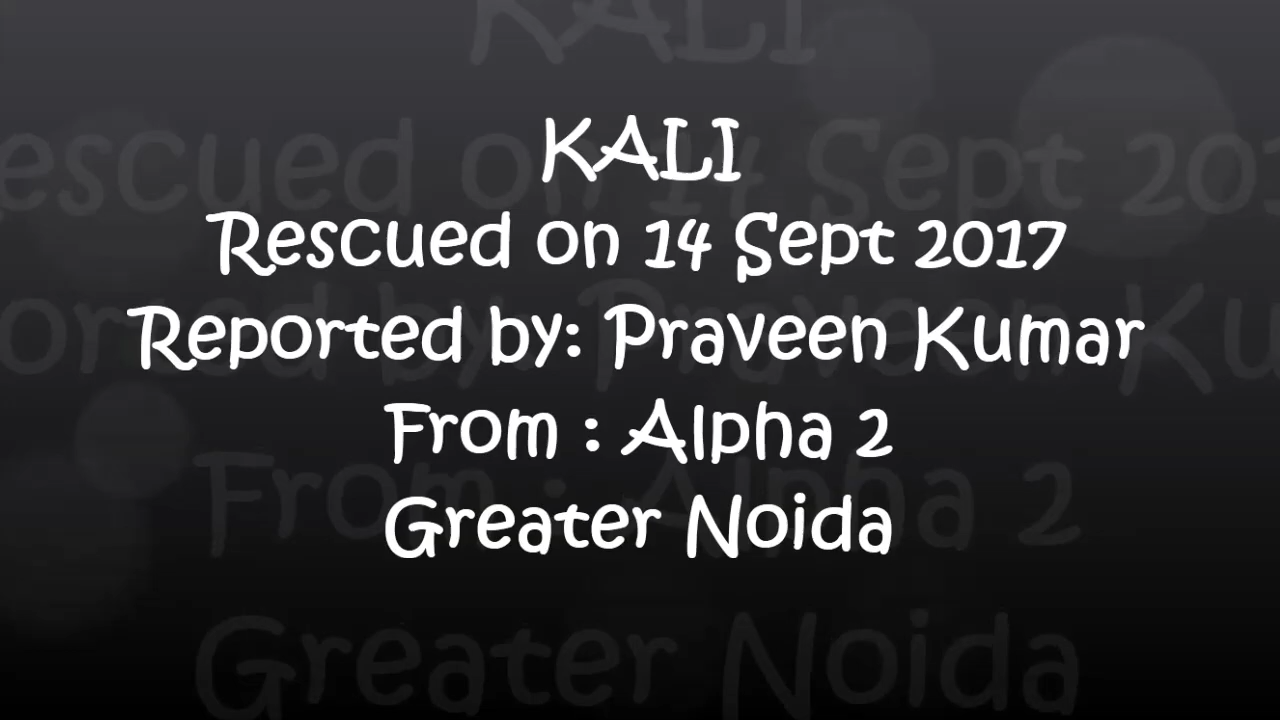 KALI
Rescued on 14 Sept 2017
Reported by: Praveen Kumar
From : Alpha 2
Greater Noida